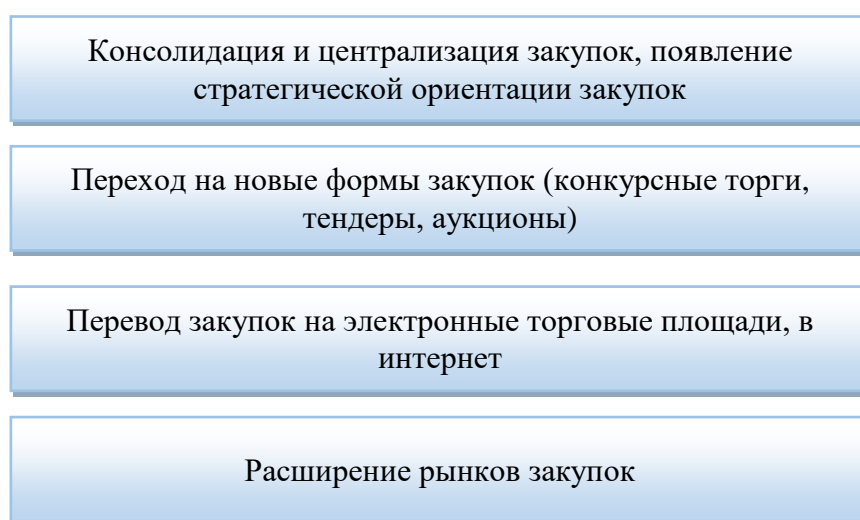 Консолидация и централизация закупок, появление
стратегической ориентации закупок
Переход на новые формы закупок (конкурсные торги,
тендеры, аукционы)
Перевод закупок на электронные торговые площади, в
интернет
Расширение рынков закупок